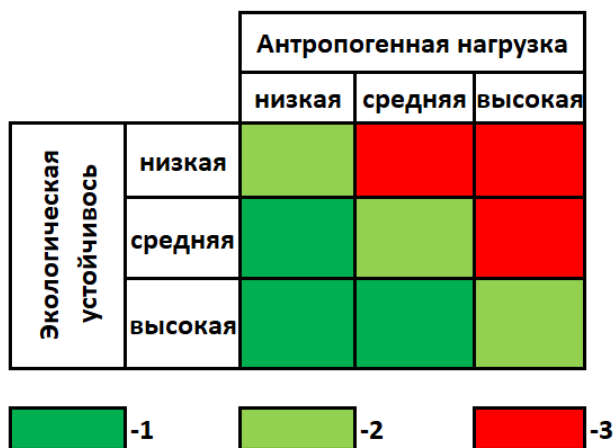 Антропогенная нагрузка
низкая средняя высокая
Экологическая
устойчивось
низкая
средняя
высокая
-1 -2 -3